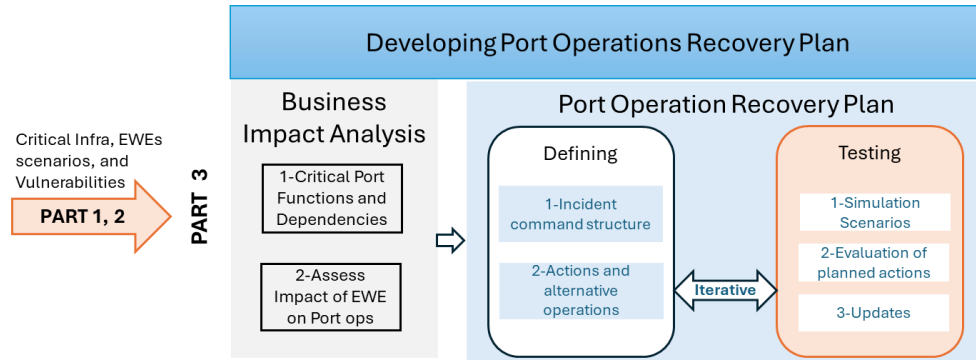 Developing Port Operations Recovery Plan
Critical Infra, EWEs
scenarios, and
Vulnerabilities
PART 1, 2
PART 3
Business
Impact Analysis
1-Critical Port
Functions and
Dependencies
2-Assess
Impact of EWE
on Port ops
Port Operation Recovery Plan
Defining
1-Incident
command structure
2-Actions and
alternative
operations
Iterative
Testing
1-Simulation
Scenarios
2-Evaluation of
planned actions
3-Updates